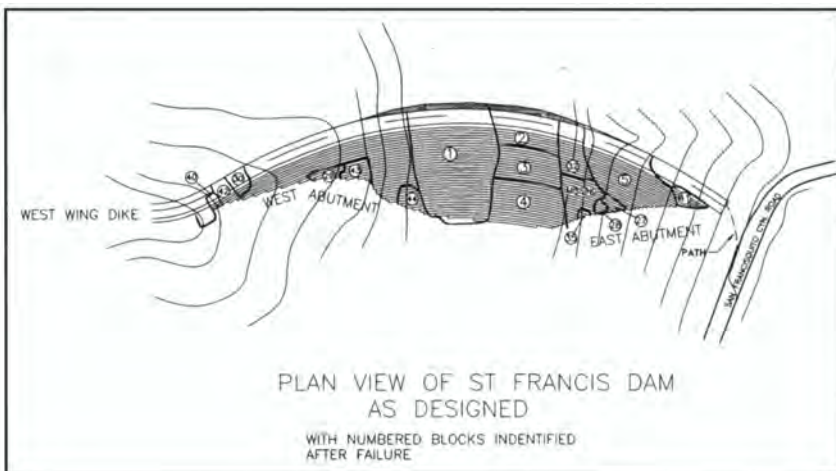 1
2
3
4
5
WEST WING DIKE
WEST ABUTMENT
EAST ABUTMENT
PATH
SAN FRANCISQUITO CYN ROAD
PLAN VIEW OF ST FRANCIS DAM
AS DESIGNED
WITH NUMBERED BLOCKS INDENTIFIED
AFTER FAILURE